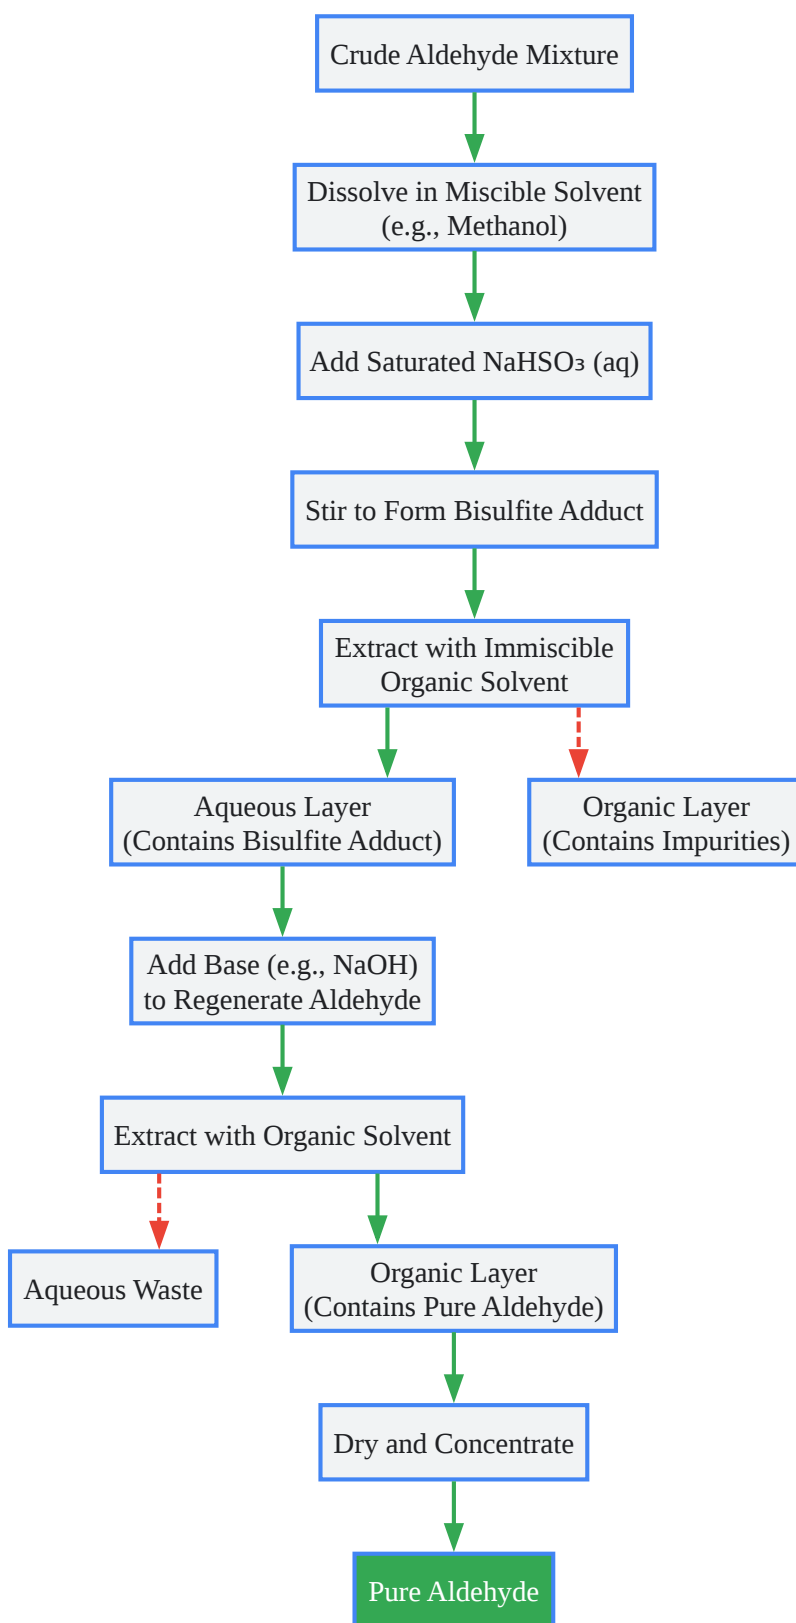 Crude Aldehyde Mixture
Dissolve in Miscible Solvent
(e.g., Methanol)
Add Saturated NaHSO₃ (aq)
Stir to Form Bisulfite Adduct
Extract with Immiscible
Organic Solvent
Aqueous Layer
(Contains Bisulfite Adduct)
Organic Layer
(Contains Impurities)
Add Base (e.g., NaOH)
to Regenerate Aldehyde
Extract with Organic Solvent
Aqueous Waste
Organic Layer
(Contains Pure Aldehyde)
Dry and Concentrate
Pure Aldehyde